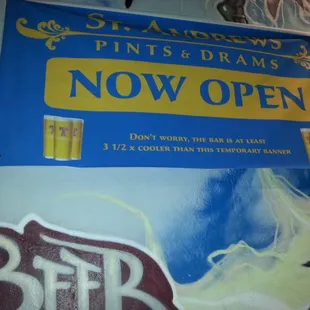 ST. ANDREWS
PINTS & DRAMS
NOW OPEN
DON'T WORRY, THE BAR IS AT LEAST
3 1/2 X COOLER THAN THIS TEMPORARY BANNER
BEER